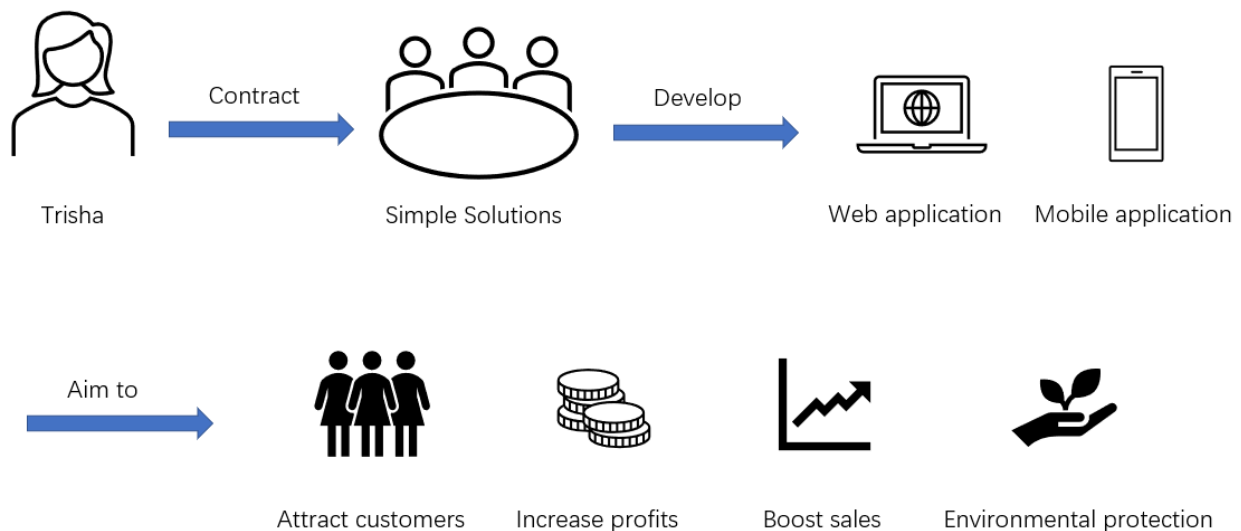 Contract
Develop
Trisha
Simple Solutions
Web application
Mobile application
Aim to
Attract customers
Increase profits
Boost sales
Environmental protection